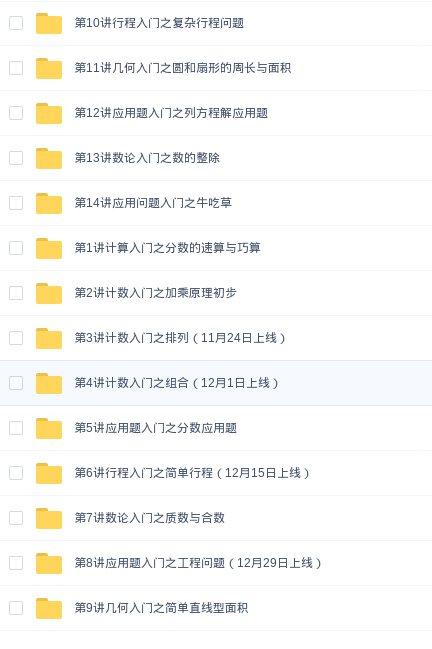 第10讲行程入门之复杂行程问题
第11讲几何入门之圆和扇形的周长与面积
第12讲应用题入门之列方程解应用题
第13讲数论入门之数的整除
第14讲应用问题入门之牛吃草
第1讲计算入门之分数的速算与巧算
第2讲计数入门之加乘原理初步
第3讲计数入门之排列（11月24日上线）
第4讲计数入门之组合（12月1日上线）
第5讲应用题入门之分数应用题
第6讲行程入门之简单行程（12月15日上线）
第7讲数论入门之质数与合数
第8讲应用题入门之工程问题（12月29日上线）
第9讲几何入门之简单直线型面积